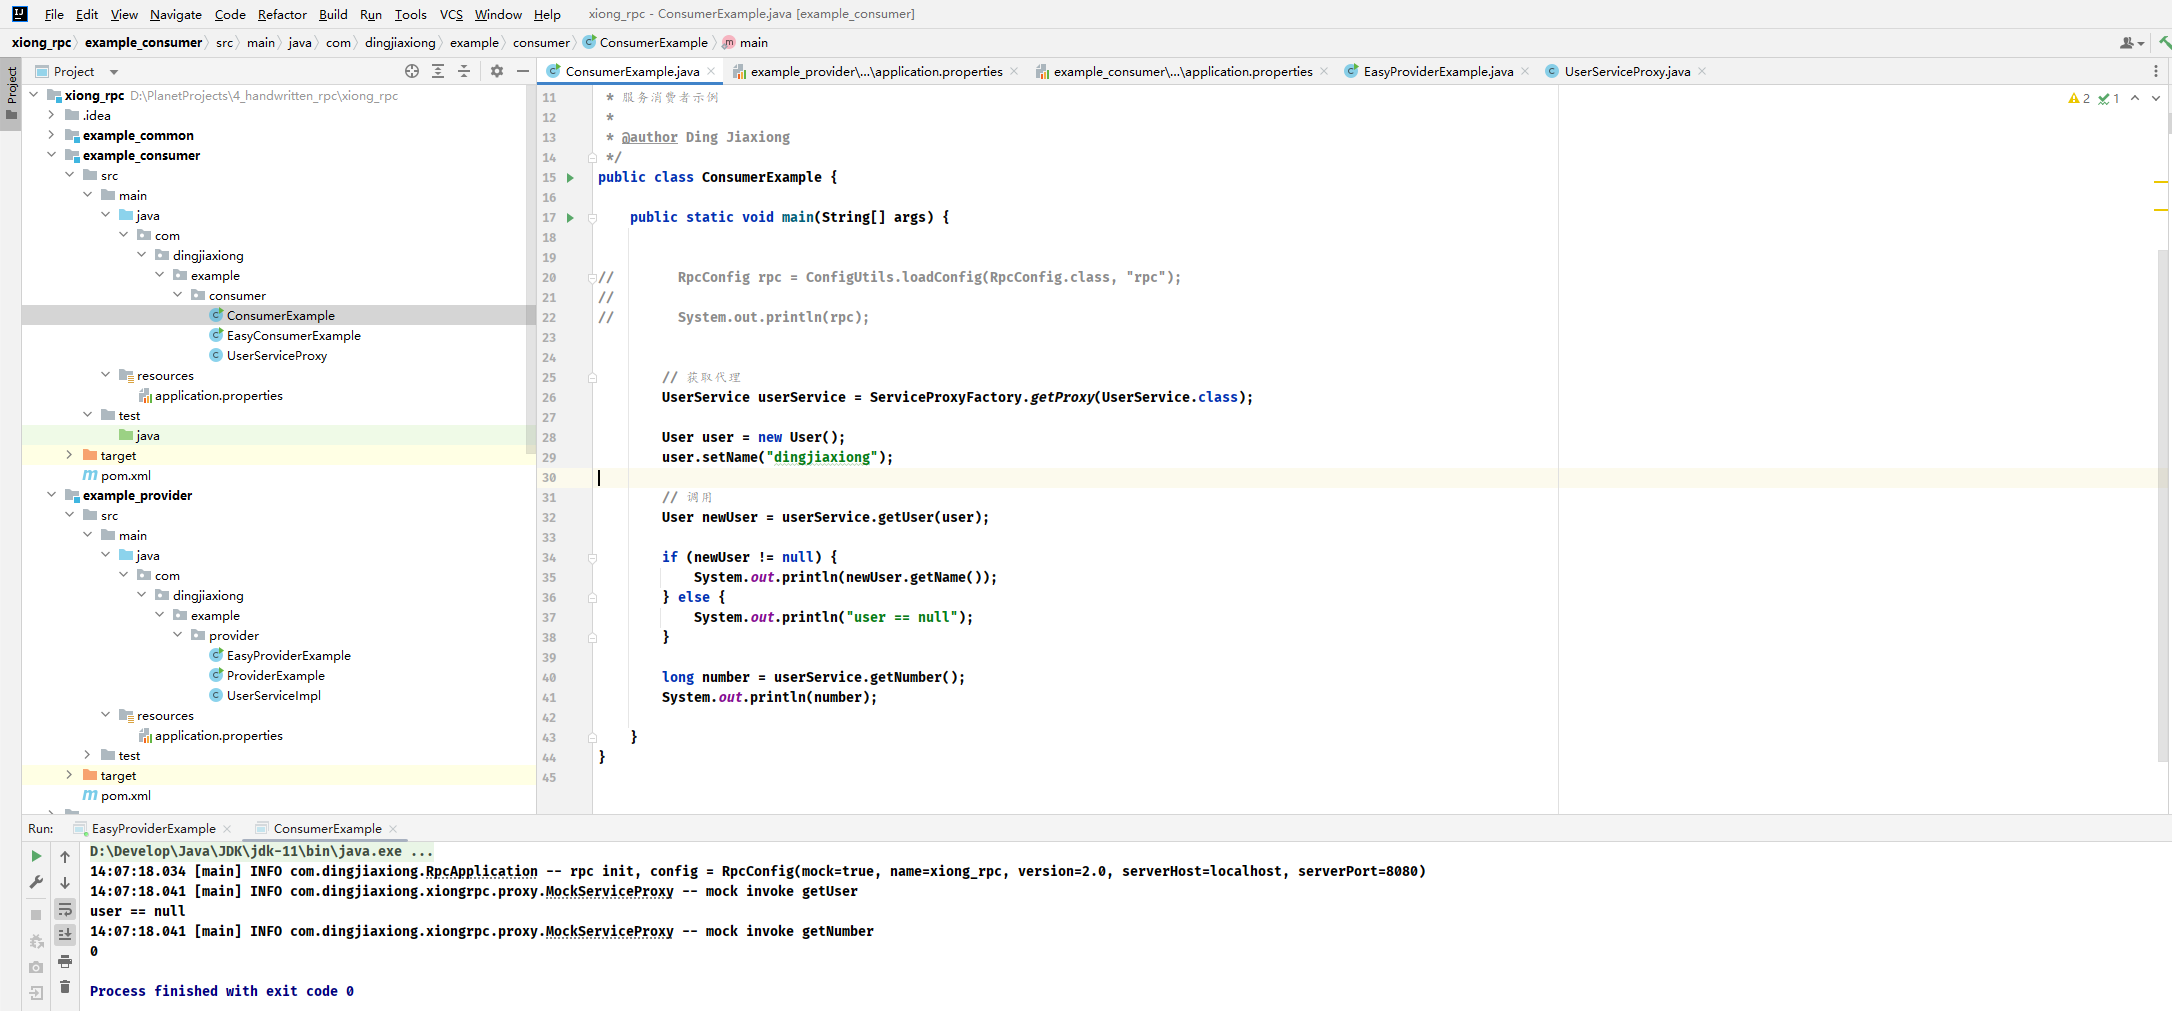 File Edit View Navigate Code Refactor Build Run Tools VCS Window Help xiong_rpc - ConsumerExample.java [example_consumer]
xiong_rpc example_consumer src main java com dingjiaxiong example consumer ConsumerExample main
Project
Project
ConsumerExample.java example_provider\...\application.properties example_consumer\...\application.properties EasyProviderExample.java UserServiceProxy.java
xiong_rpc D:\PlanetProjects\4_handwritten_rpc\xiong_rpc
.idea
example_common
example_consumer
src
main
java
com
dingjiaxiong
example
consumer
ConsumerExample
EasyConsumerExample
UserServiceProxy
resources
application.properties
test
java
target
pom.xml
example_provider
src
main
java
com
dingjiaxiong
example
provider
EasyProviderExample
ProviderExample
UserServiceImpl
resources
application.properties
test
target
pom.xml
2 1
11 * 服务消费者示例
12 *
13 * @author Ding Jiaxiong
14 */
15 public class ConsumerExample {
16
17 public static void main(String[] args) {
18
19
20 // RpcConfig rpc = ConfigUtils.loadConfig(RpcConfig.class, "rpc");
21 //
22 // System.out.println(rpc);
23
24
25 // 获取代理
26 UserService userService = ServiceProxyFactory.getProxy(UserService.class);
27
28 User user = new User();
29 user.setName("dingjiaxiong");
30
31 // 调用
32 User newUser = userService.getUser(user);
33
34 if (newUser != null) {
35 System.out.println(newUser.getName());
36 } else {
37 System.out.println("user == null");
38 }
39
40 long number = userService.getNumber();
41 System.out.println(number);
42
43 }
44 }
45
Run: EasyProviderExample ConsumerExample
D:\Develop\Java\JDK\jdk-11\bin\java.exe ...
14:07:18.034 [main] INFO com.dingjiaxiong.RpcApplication -- rpc init, config = RpcConfig(mock=true, name=xiong_rpc, version=2.0, serverHost=localhost, serverPort=8080)
14:07:18.041 [main] INFO com.dingjiaxiong.xiongrpc.proxy.MockServiceProxy -- mock invoke getUser
user == null
14:07:18.041 [main] INFO com.dingjiaxiong.xiongrpc.proxy.MockServiceProxy -- mock invoke getNumber
0
Process finished with exit code 0